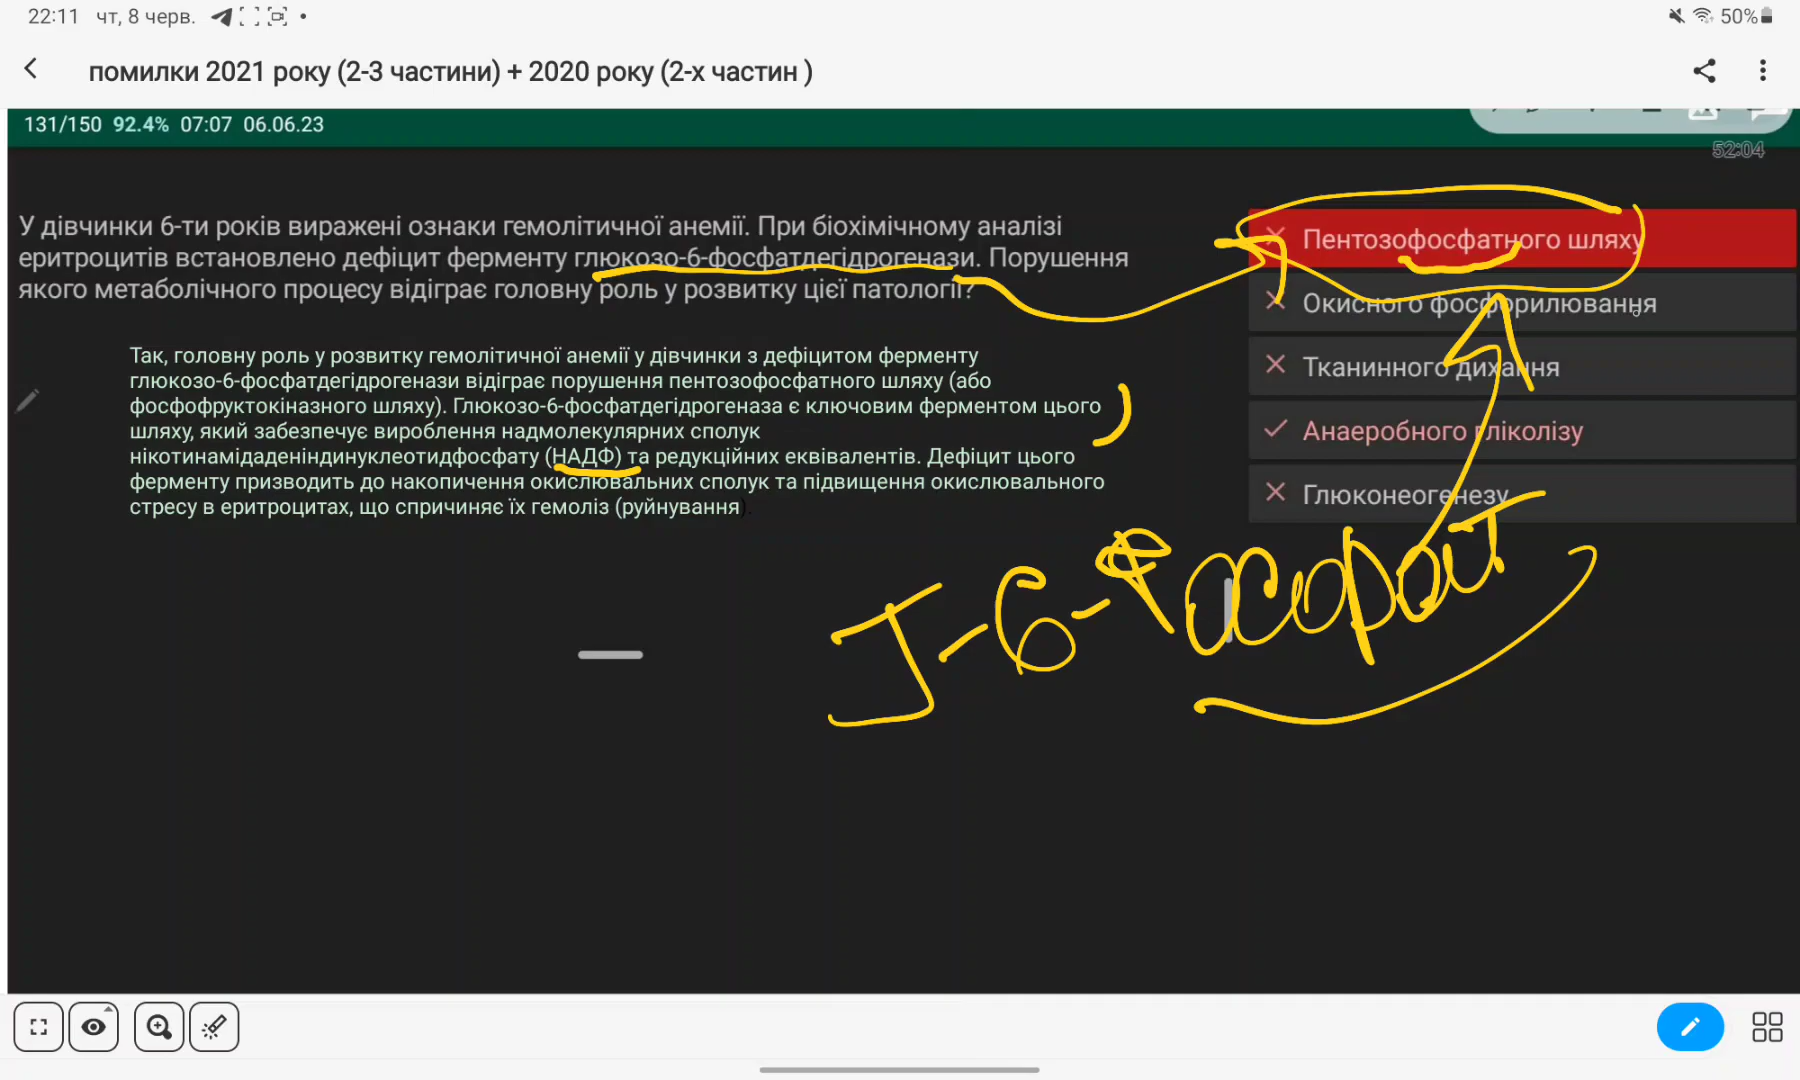 22:11 чт, 8 черв. 50%
помилки 2021 року (2-3 частини) + 2020 року (2-х частин )
131/150 92.4% 07:07 06.06.23
52:04
У дівчинки 6-ти років виражені ознаки гемолітичної анемії. При біохімічному аналізі
еритроцитів встановлено дефіцит ферменту глюкозо-6-фосфатдегідрогенази. Порушення
якого метаболічного процесу відіграє головну роль у розвитку цієї патології?
Так, головну роль у розвитку гемолітичної анемії у дівчинки з дефіцитом ферменту
глюкозо-6-фосфатдегідрогенази відіграє порушення пентозофосфатного шляху (або
фосфофруктокіназного шляху). Глюкозо-6-фосфатдегідрогеназа є ключовим ферментом цього
шляху, який забезпечує вироблення надмолекулярних сполук
нікотинамідаденіндинуклеотидфосфату (НАДФ) та редукційних еквівалентів. Дефіцит цього
ферменту призводить до накопичення окислювальних сполук та підвищення окислювального
стресу в еритроцитах, що спричиняє їх гемоліз (руйнування).
Пентозофосфатного шляху
Окисного фосфорилювання
Тканинного дихання
Анаеробного гліколізу
Глюконеогенезу